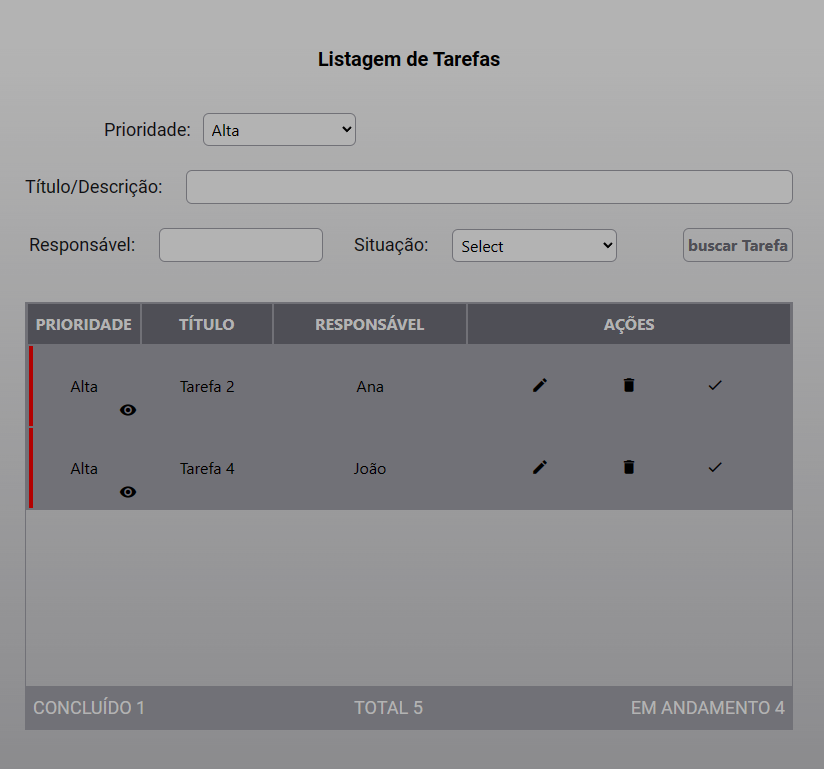 Listagem de Tarefas
Prioridade: Alta
Título/Descrição:
Responsável: Situação: Select buscar Tarefa
PRIORIDADE TÍTULO RESPONSÁVEL AÇÕES
Alta Tarefa 2 Ana
Alta Tarefa 4 João
CONCLUÍDO 1 TOTAL 5 EM ANDAMENTO 4